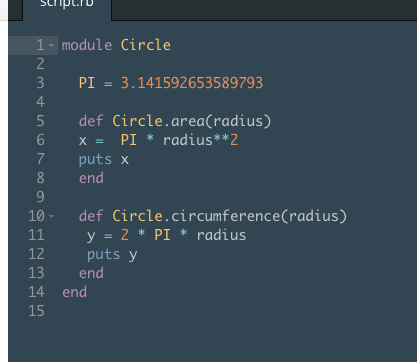 script.rb
1 module Circle
2
3 PI = 3.141592653589793
4
5 def Circle.area(radius)
6 x =  PI * radius**2
7 puts x
8 end
9
10 def Circle.circumference(radius)
11 y = 2 * PI * radius
12 puts y
13 end
14 end
15